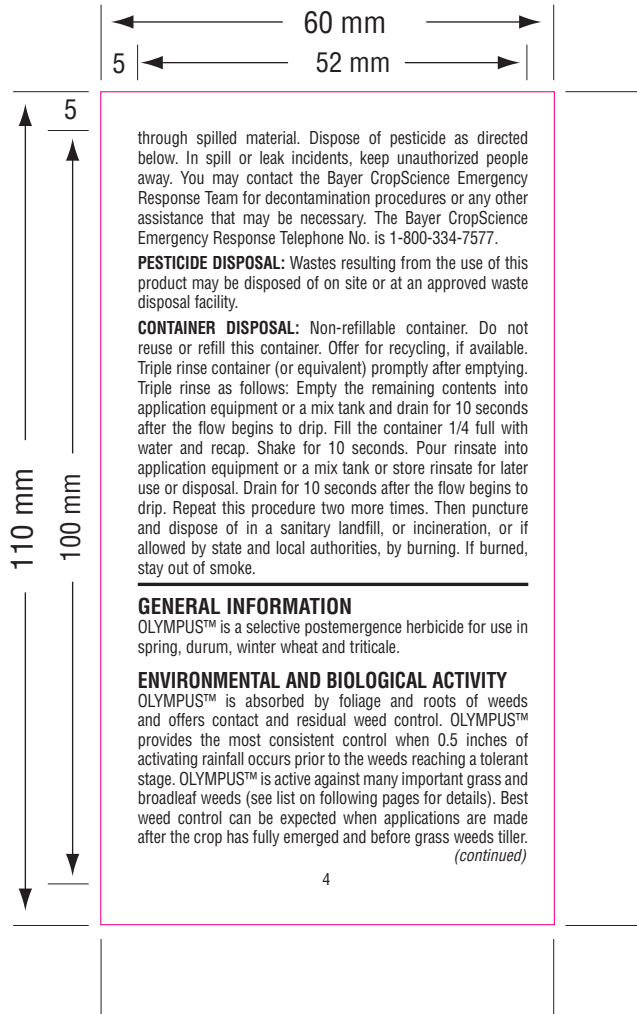 60 mm
5
52 mm
5
110 mm
100 mm
through spilled material. Dispose of pesticide as directed
below. In spill or leak incidents, keep unauthorized people
away. You may contact the Bayer CropScience Emergency
Response Team for decontamination procedures or any other
assistance that may be necessary. The Bayer CropScience
Emergency Response Telephone No. is 1-800-334-7577.
PESTICIDE DISPOSAL: Wastes resulting from the use of this
product may be disposed of on site or at an approved waste
disposal facility.
CONTAINER DISPOSAL: Non-refillable container. Do not
reuse or refill this container. Offer for recycling, if available.
Triple rinse container (or equivalent) promptly after emptying.
Triple rinse as follows: Empty the remaining contents into
application equipment or a mix tank and drain for 10 seconds
after the flow begins to drip. Fill the container 1/4 full with
water and recap. Shake for 10 seconds. Pour rinsate into
application equipment or a mix tank or store rinsate for later
use or disposal. Drain for 10 seconds after the flow begins to
drip. Repeat this procedure two more times. Then puncture
and dispose of in a sanitary landfill, or incineration, or if
allowed by state and local authorities, by burning. If burned,
stay out of smoke.
GENERAL INFORMATION
OLYMPUS™ is a selective postemergence herbicide for use in
spring, durum, winter wheat and triticale.
ENVIRONMENTAL AND BIOLOGICAL ACTIVITY
OLYMPUS™ is absorbed by foliage and roots of weeds
and offers contact and residual weed control. OLYMPUS™
provides the most consistent control when 0.5 inches of
activating rainfall occurs prior to the weeds reaching a tolerant
stage. OLYMPUS™ is active against many important grass and
broadleaf weeds (see list on following pages for details). Best
weed control can be expected when applications are made
after the crop has fully emerged and before grass weeds tiller.
(continued)
4